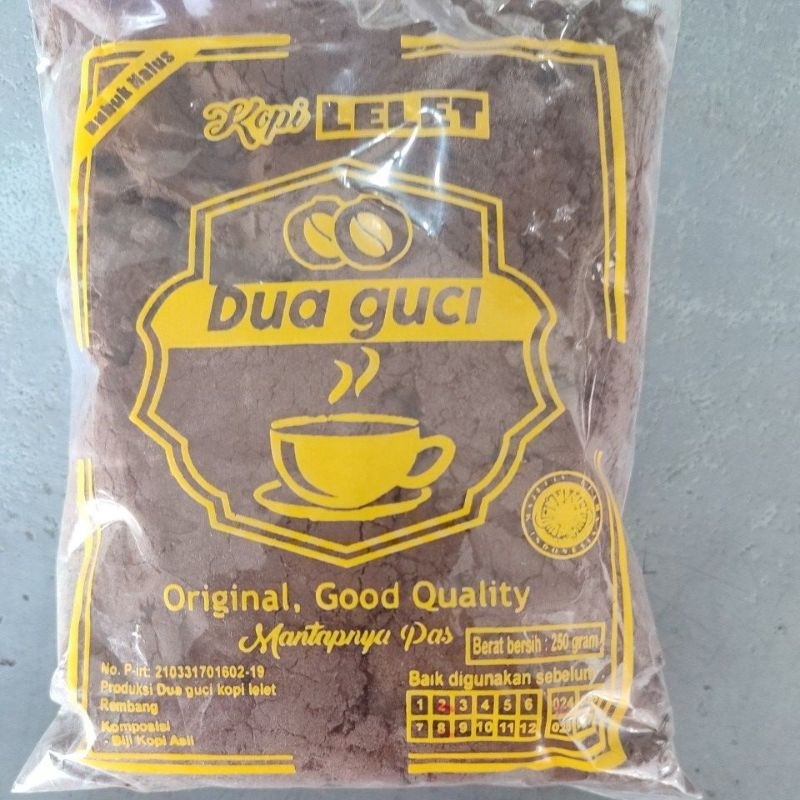 Bubuk Halus
Kopi LELET
Dua guci
Original, Good Quality
Mantapnya Pas
Berat bersih : 250 gram
No. P-irt: 210331701602-19
Produksi Dua guci kopi lelet
Rembang
Komposisi
- Biji Kopi Asli
Baik digunakan sebelum :
1 2 3 4 5 6 024
7 8 9 10 11 12